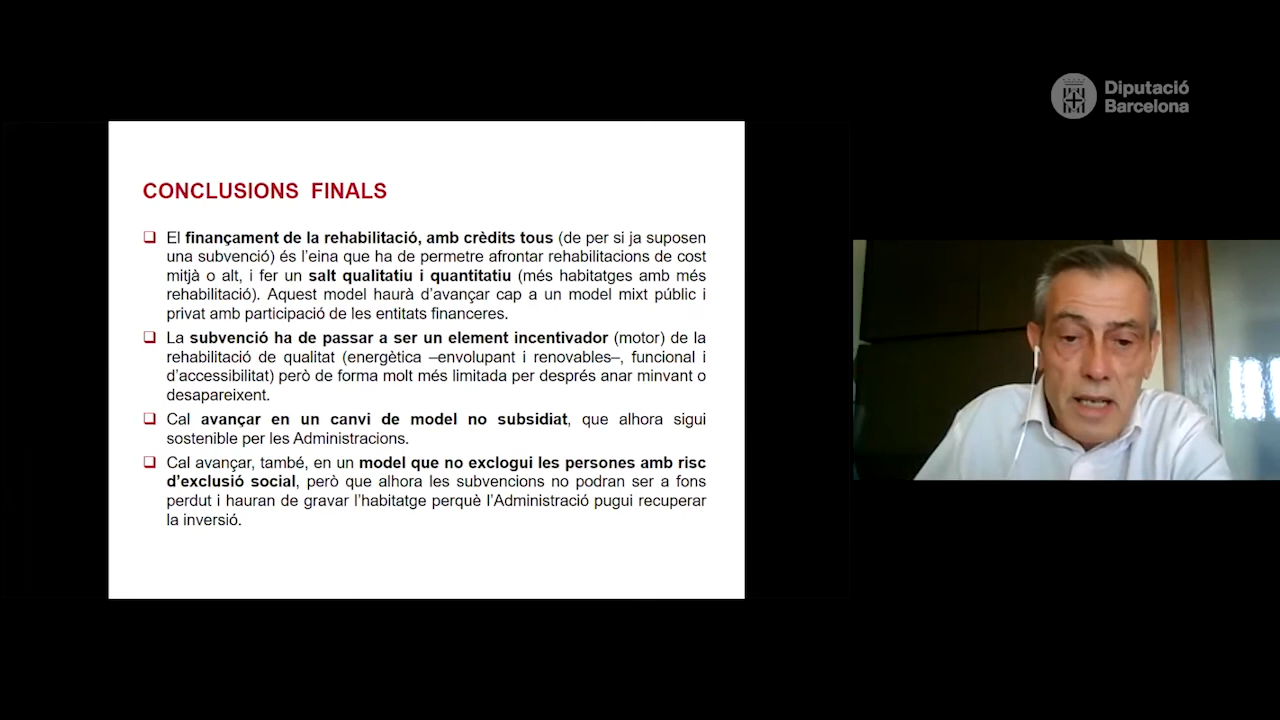 Diputació
Barcelona
CONCLUSIONS FINALS
El finançament de la rehabilitació, amb crèdits tous (de per si ja suposen
una subvenció) és l’eina que ha de permetre afrontar rehabilitacions de cost
mitjà o alt, i fer un salt qualitatiu i quantitatiu (més habitatges amb més
rehabilitació). Aquest model haurà d’avançar cap a un model mixt públic i
privat amb participació de les entitats financeres.
La subvenció ha de passar a ser un element incentivador (motor) de la
rehabilitació de qualitat (energètica –envolupant i renovables–, funcional i
d’accessibilitat) però de forma molt més limitada per després anar minvant o
desapareixent.
Cal avançar en un canvi de model no subsidiat, que alhora sigui
sostenible per les Administracions.
Cal avançar, també, en un model que no exclogui les persones amb risc
d’exclusió social, però que alhora les subvencions no podran ser a fons
perdut i hauran de gravar l’habitatge perquè l’Administració pugui recuperar
la inversió.